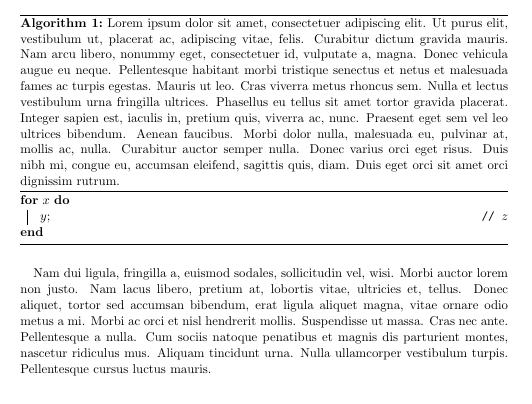 Algorithm 1: Lorem ipsum dolor sit amet, consectetuer adipiscing elit. Ut purus elit,
vestibulum ut, placerat ac, adipiscing vitae, felis. Curabitur dictum gravida mauris.
Nam arcu libero, nonummy eget, consectetuer id, vulputate a, magna. Donec vehicula
augue eu neque. Pellentesque habitant morbi tristique senectus et netus et malesuada
fames ac turpis egestas. Mauris ut leo. Cras viverra metus rhoncus sem. Nulla et lectus
vestibulum urna fringilla ultrices. Phasellus eu tellus sit amet tortor gravida placerat.
Integer sapien est, iaculis in, pretium quis, viverra ac, nunc. Praesent eget sem vel leo
ultrices bibendum. Aenean faucibus. Morbi dolor nulla, malesuada eu, pulvinar at,
mollis ac, nulla. Curabitur auctor semper nulla. Donec varius orci eget risus. Duis
nibh mi, congue eu, accumsan eleifend, sagittis quis, diam. Duis eget orci sit amet orci
dignissim rutrum.
for x do
y; // z
end
Nam dui ligula, fringilla a, euismod sodales, sollicitudin vel, wisi. Morbi auctor lorem
non justo. Nam lacus libero, pretium at, lobortis vitae, ultricies et, tellus. Donec
aliquet, tortor sed accumsan bibendum, erat ligula aliquet magna, vitae ornare odio
metus a mi. Morbi ac orci et nisl hendrerit mollis. Suspendisse ut massa. Cras nec ante.
Pellentesque a nulla. Cum sociis natoque penatibus et magnis dis parturient montes,
nascetur ridiculus mus. Aliquam tincidunt urna. Nulla ullamcorper vestibulum turpis.
Pellentesque cursus luctus mauris.